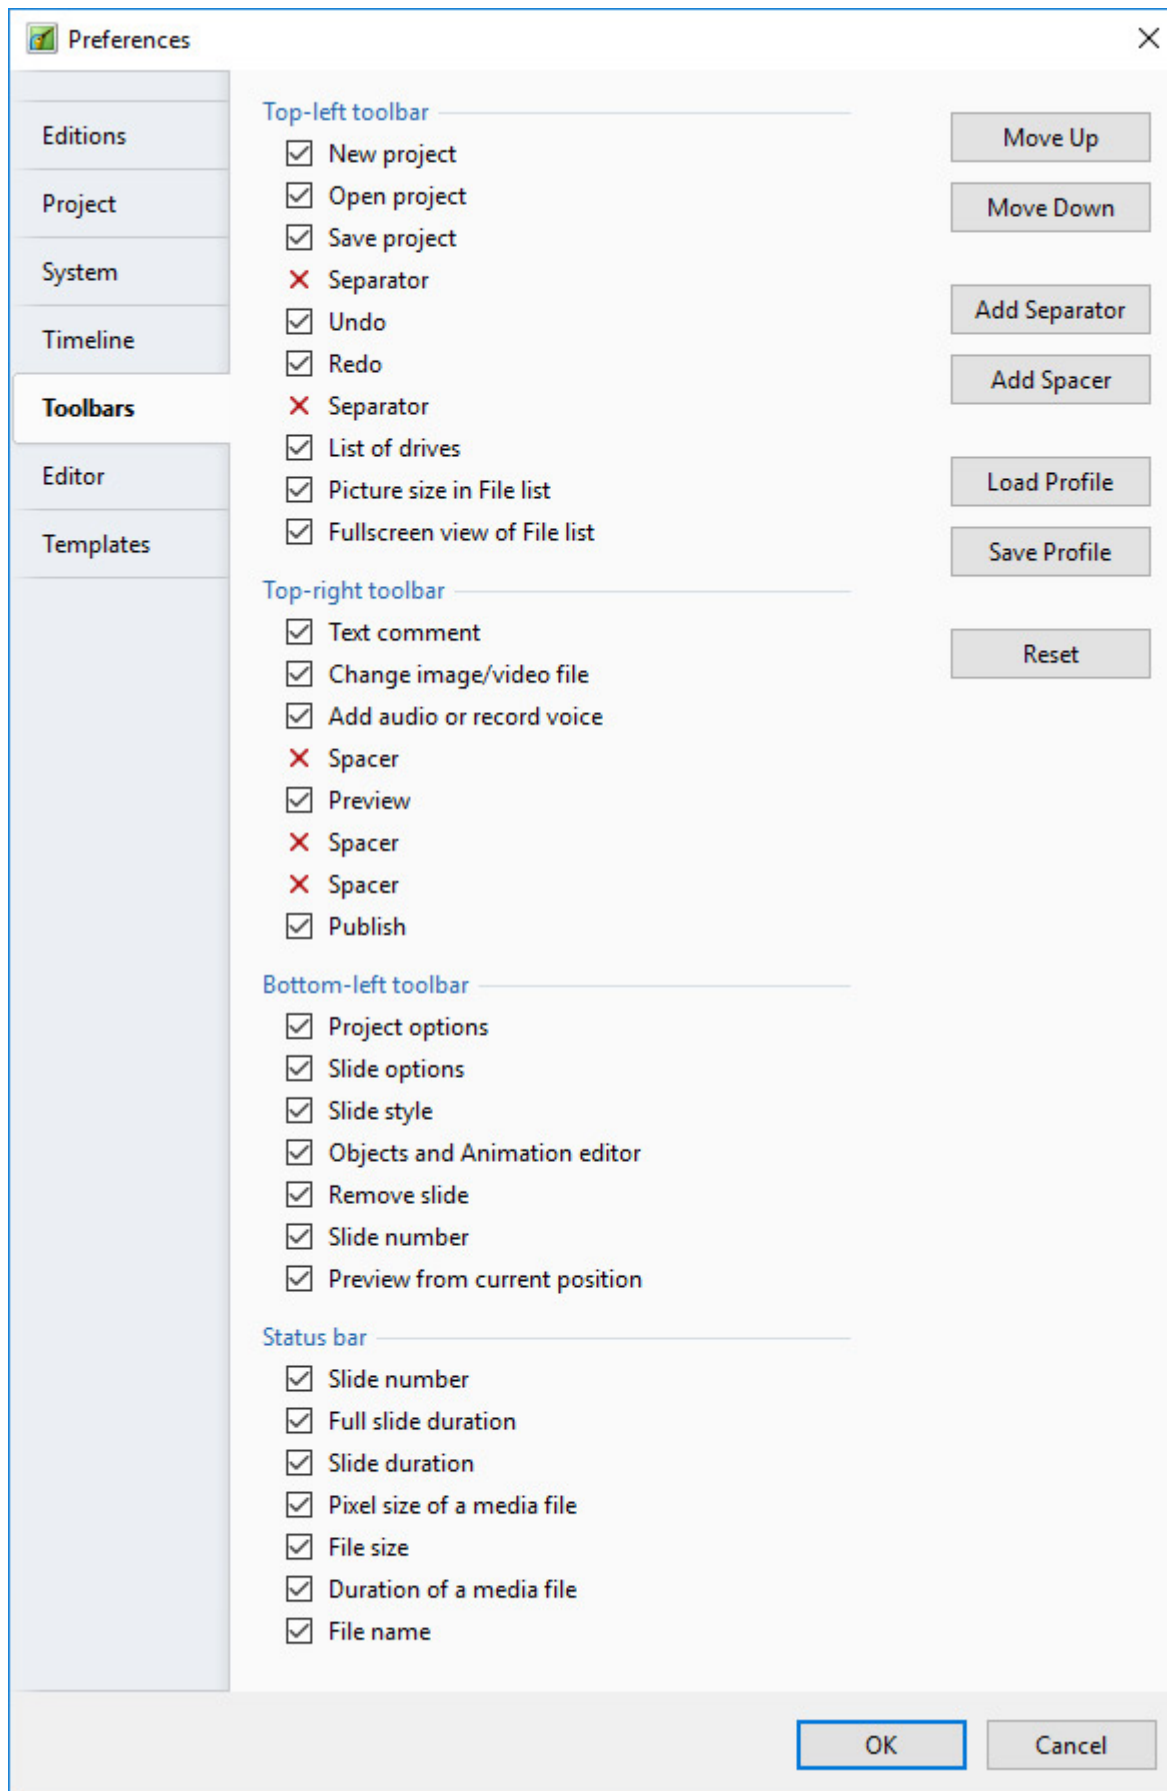 Preferences
Editions
Project
System
Timeline
Toolbars
Editor
Templates
Top-left toolbar
New project
Open project
Save project
Separator
Undo
Redo
Separator
List of drives
Picture size in File list
Fullscreen view of File list
Top-right toolbar
Text comment
Change image/video file
Add audio or record voice
Spacer
Preview
Spacer
Spacer
Publish
Bottom-left toolbar
Project options
Slide options
Slide style
Objects and Animation editor
Remove slide
Slide number
Preview from current position
Status bar
Slide number
Full slide duration
Slide duration
Pixel size of a media file
File size
Duration of a media file
File name
Move Up
Move Down
Add Separator
Add Spacer
Load Profile
Save Profile
Reset
OK
Cancel